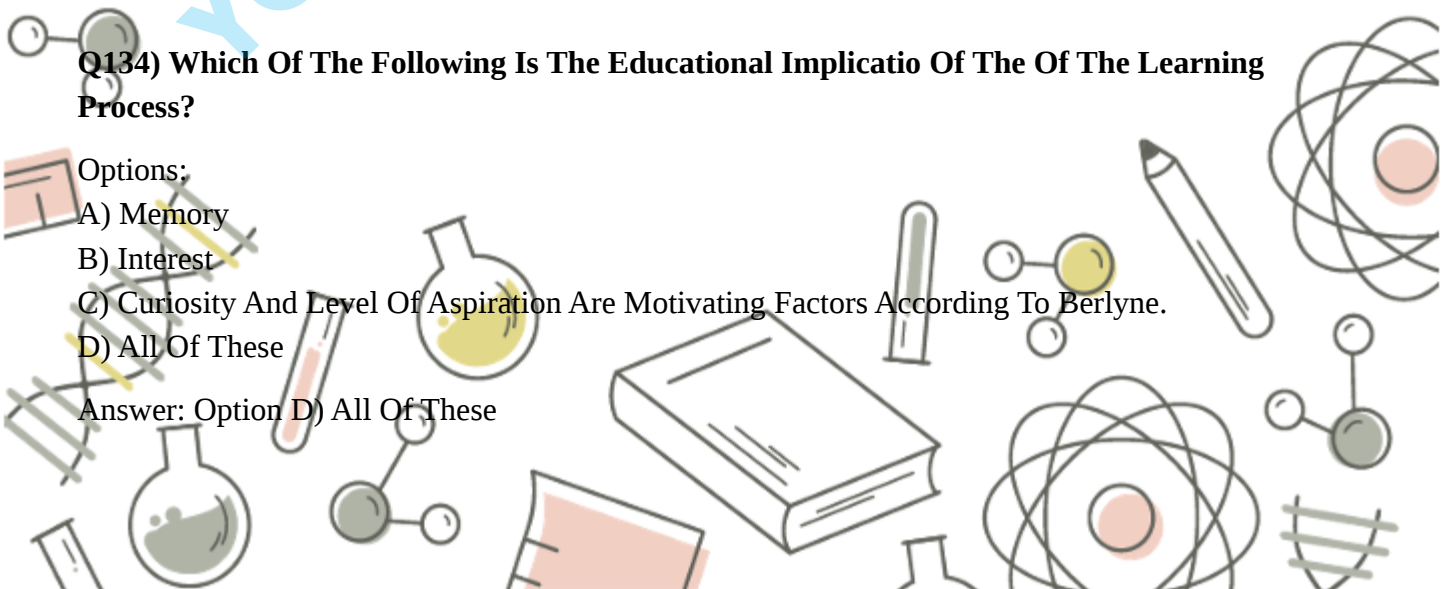 Q134) Which Of The Following Is The Educational Implicatio Of The Of The Learning
Process?
Options:
A) Memory
B) Interest
C) Curiosity And Level Of Aspiration Are Motivating Factors According To Berlyne.
D) All Of These
Answer: Option D) All Of These